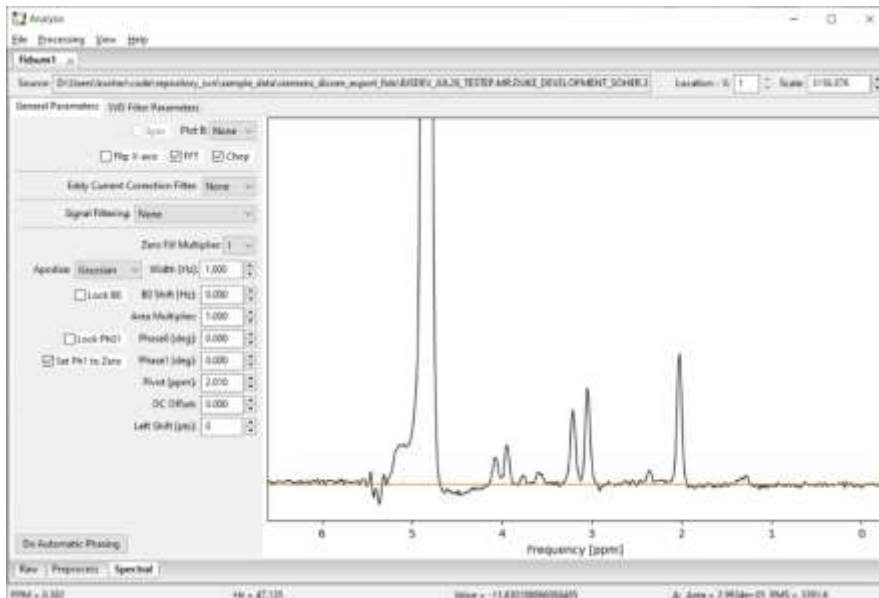 Analysis
File Processing View Help
Fidsum1
Source: Location - X: 1 Scale:
General Parameters SVD Filter Parameters
Sync Plot B: None
Flip X-axis FFT Chop
Eddy Current Correction Filter: None
Signal Filtering: None
Zero Fill Multiplier: 1
Apodize: Gaussian Width [Hz]: 1.000
Lock B0 B0 Shift [Hz]: 0.000
Area Multiplier: 1.000
Lock Ph01 Phase0 [deg]: 0.000
Set Ph1 to Zero Phase1 [deg]: 0.000
Pivot [ppm]: 2.010
DC Offset: 0.000
Left Shift [pts]: 0
6 5 4 3 2 1 0
Frequency [ppm]
Do Automatic Phasing
Raw Preprocess Spectral